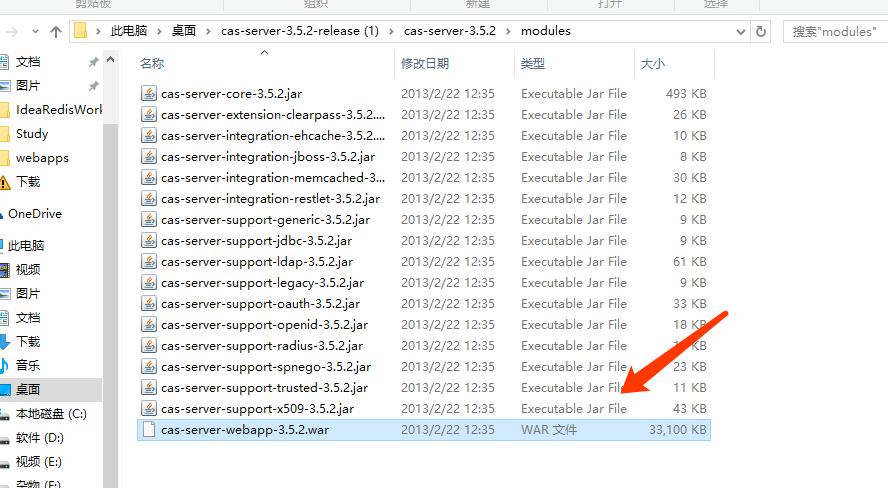 剪贴板 组织 新建 打开 选择
此电脑 桌面 cas-server-3.5.2-release (1) cas-server-3.5.2 modules 搜索"modules"
名称 修改日期 类型 大小
文档
图片
IdeaRedisWork
Study
webapps
下载
OneDrive
此电脑
视频
图片
文档
下载
音乐
桌面
本地磁盘 (C:)
软件 (D:)
视频 (E:)
杂物 (F:)
cas-server-core-3.5.2.jar 2013/2/22 12:35 Executable Jar File 493 KB
cas-server-extension-clearpass-3.5.2.... 2013/2/22 12:35 Executable Jar File 26 KB
cas-server-integration-ehcache-3.5.2.... 2013/2/22 12:35 Executable Jar File 10 KB
cas-server-integration-jboss-3.5.2.jar 2013/2/22 12:35 Executable Jar File 8 KB
cas-server-integration-memcached-3... 2013/2/22 12:35 Executable Jar File 30 KB
cas-server-integration-restlet-3.5.2.jar 2013/2/22 12:35 Executable Jar File 12 KB
cas-server-support-generic-3.5.2.jar 2013/2/22 12:35 Executable Jar File 9 KB
cas-server-support-jdbc-3.5.2.jar 2013/2/22 12:35 Executable Jar File 9 KB
cas-server-support-ldap-3.5.2.jar 2013/2/22 12:35 Executable Jar File 61 KB
cas-server-support-legacy-3.5.2.jar 2013/2/22 12:35 Executable Jar File 9 KB
cas-server-support-oauth-3.5.2.jar 2013/2/22 12:35 Executable Jar File 33 KB
cas-server-support-openid-3.5.2.jar 2013/2/22 12:35 Executable Jar File 18 KB
cas-server-support-radius-3.5.2.jar 2013/2/22 12:35 Executable Jar File KB
cas-server-support-spnego-3.5.2.jar 2013/2/22 12:35 Executable Jar File 23 KB
cas-server-support-trusted-3.5.2.jar 2013/2/22 12:35 Executable Jar File 11 KB
cas-server-support-x509-3.5.2.jar 2013/2/22 12:35 Executable Jar File 43 KB
cas-server-webapp-3.5.2.war 2013/2/22 12:35 WAR 文件 33,100 KB